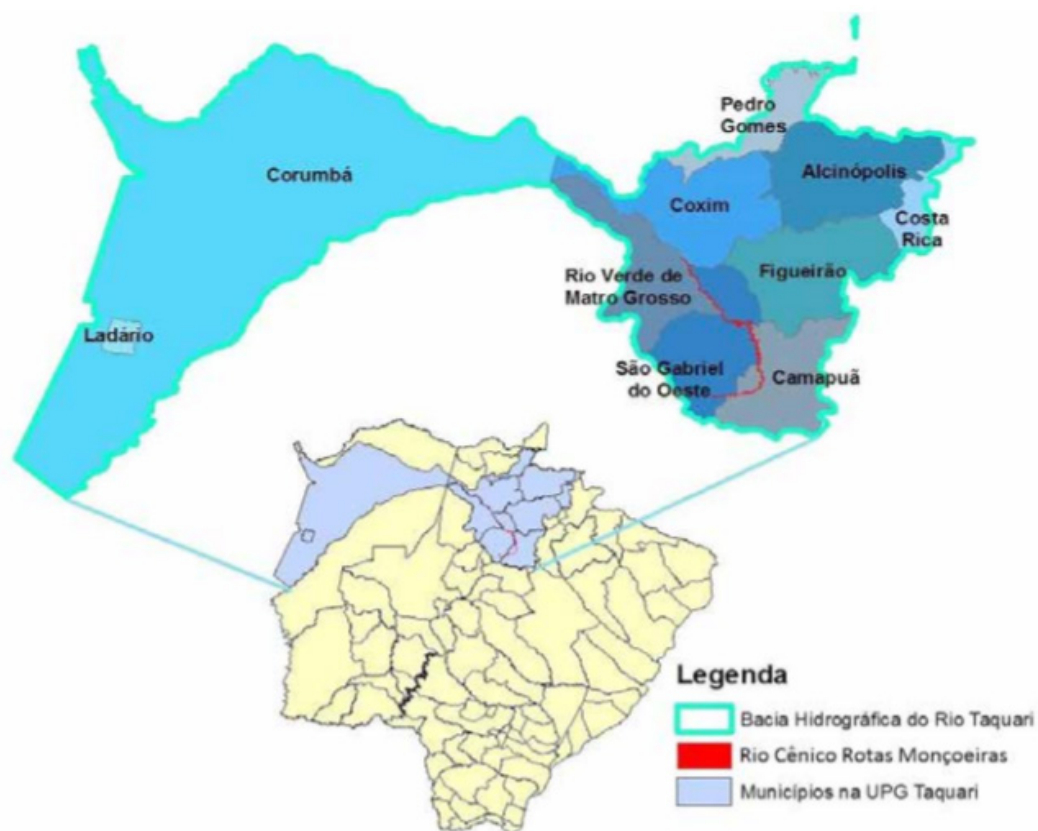 Pedro
Gomes
Alcinópolis
Corumbá
Coxim
Costa
Rica
Rio Verde de
Matro Grosso
Figueirão
Ladário
São Gabriel
do Oeste
Camapuã
Legenda
Bacia Hidrográfica do Rio Taquari
Rio Cênico Rotas Monçoeiras
Municípios na UPG Taquari